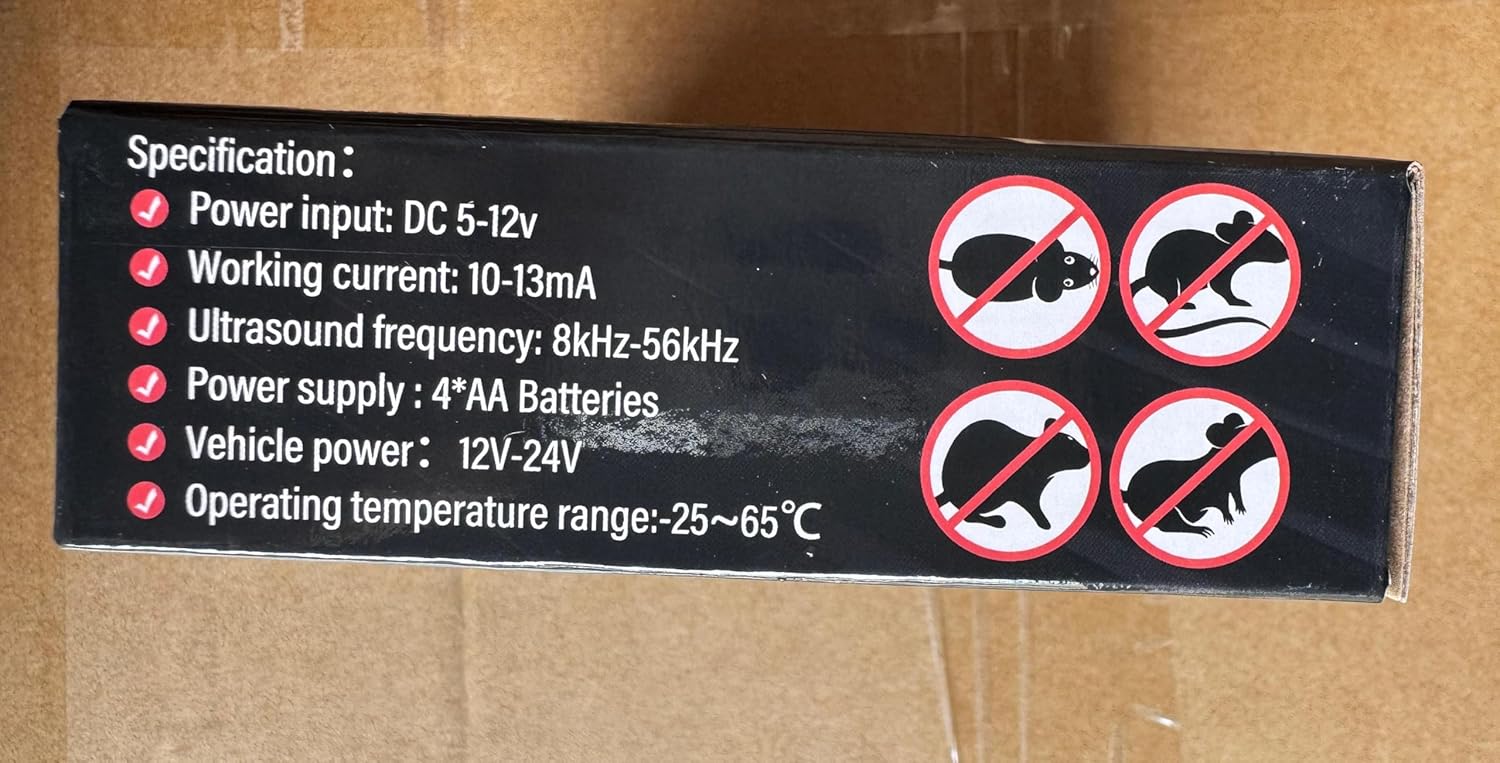 Specification：
Power input: DC 5-12v
Working current: 10-13mA
Ultrasound frequency: 8kHz-56kHz
Power supply : 4*AA Batteries
Vehicle power： 12V-24V
Operating temperature range:-25~65℃